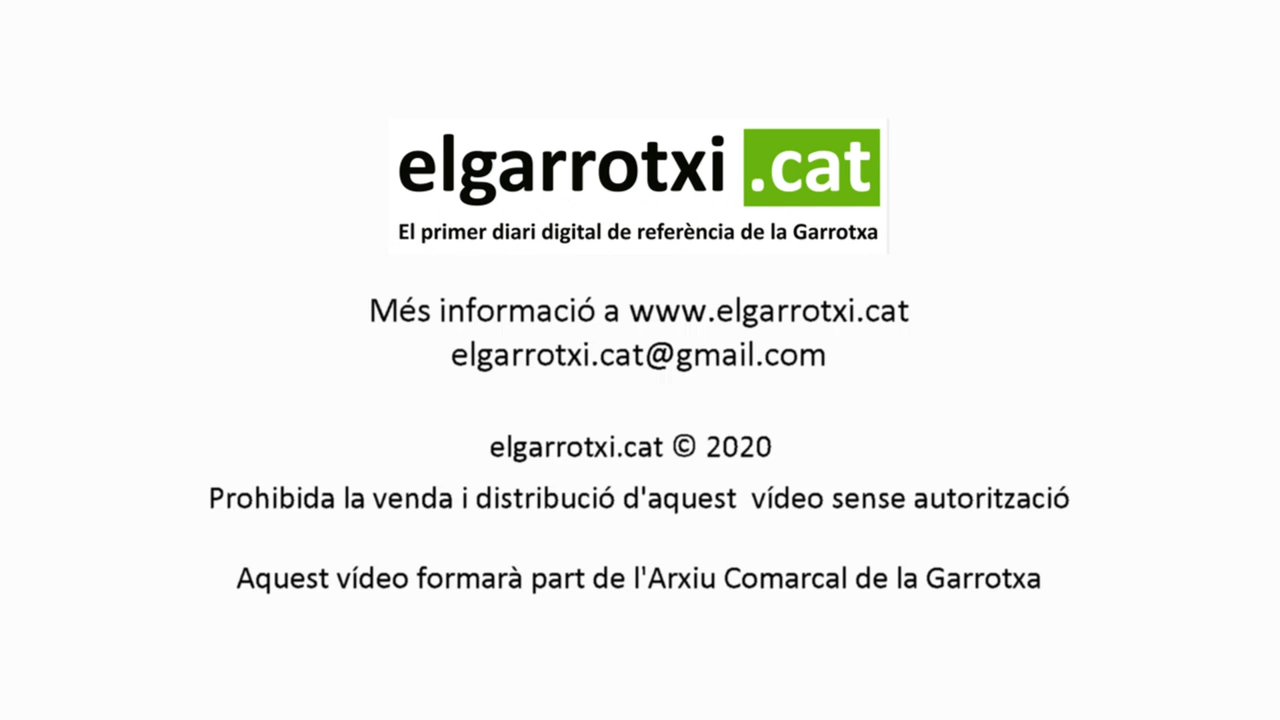 elgarrotxi .cat
El primer diari digital de referència de la Garrotxa
Més informació a www.elgarrotxi.cat
elgarrotxi.cat@gmail.com
elgarrotxi.cat © 2020
Prohibida la venda i distribució d'aquest vídeo sense autorització
Aquest vídeo formarà part de l'Arxiu Comarcal de la Garrotxa